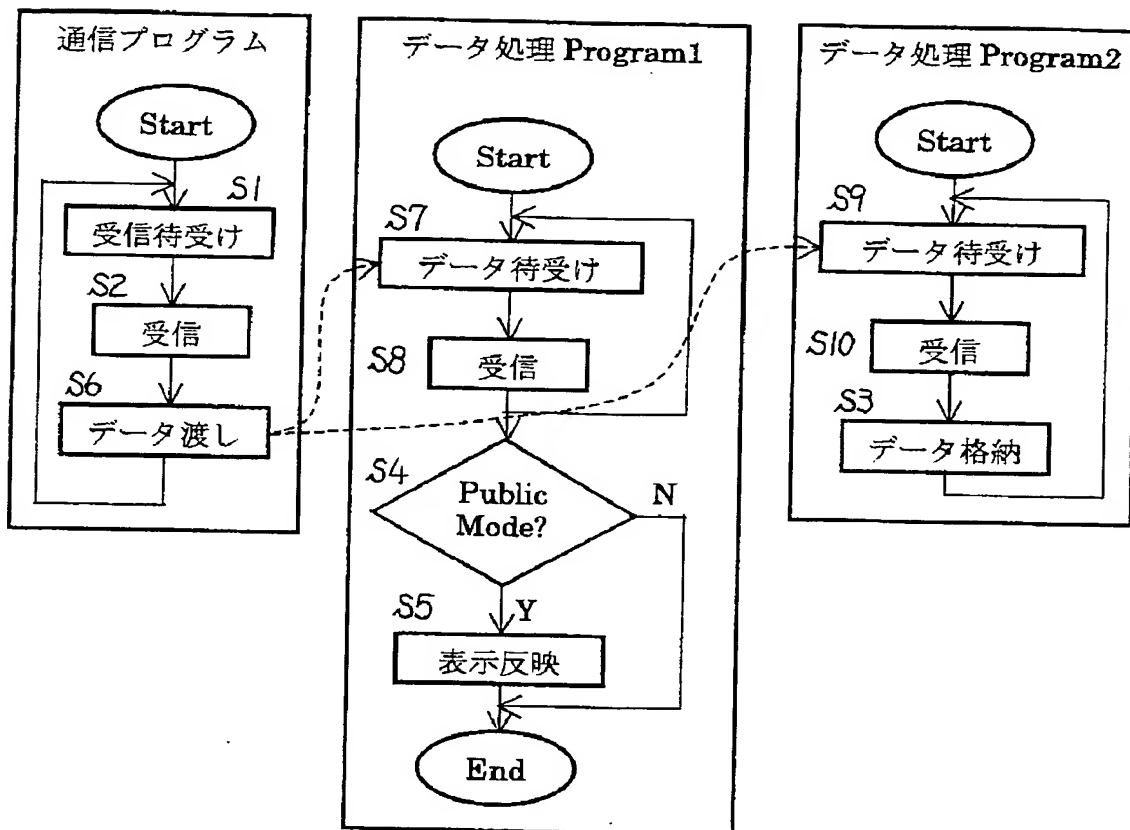 通信プログラム
Start
S1
受信待受け
S2
受信
S6
データ渡し
データ処理 Program1
Start
S7
データ待受け
S8
受信
S4
Public
Mode?
N
Y
S5
表示反映
End
データ処理 Program2
Start
S9
データ待受け
S10
受信
S3
データ格納